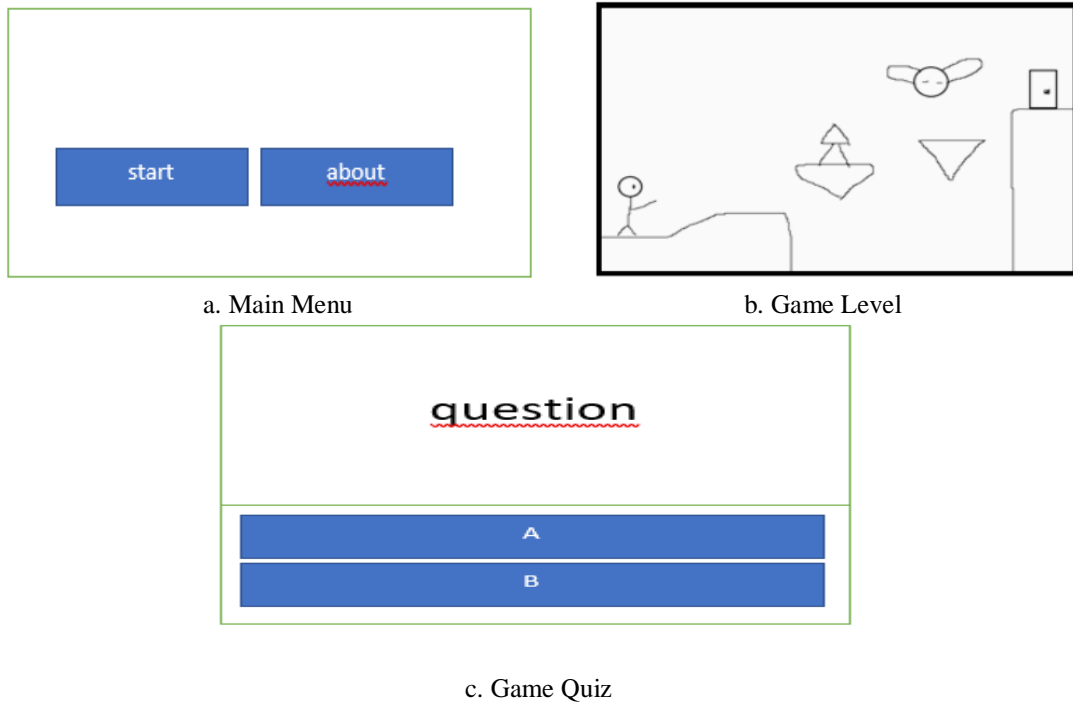 start about
a. Main Menu
b. Game Level
question
A
B
c. Game Quiz